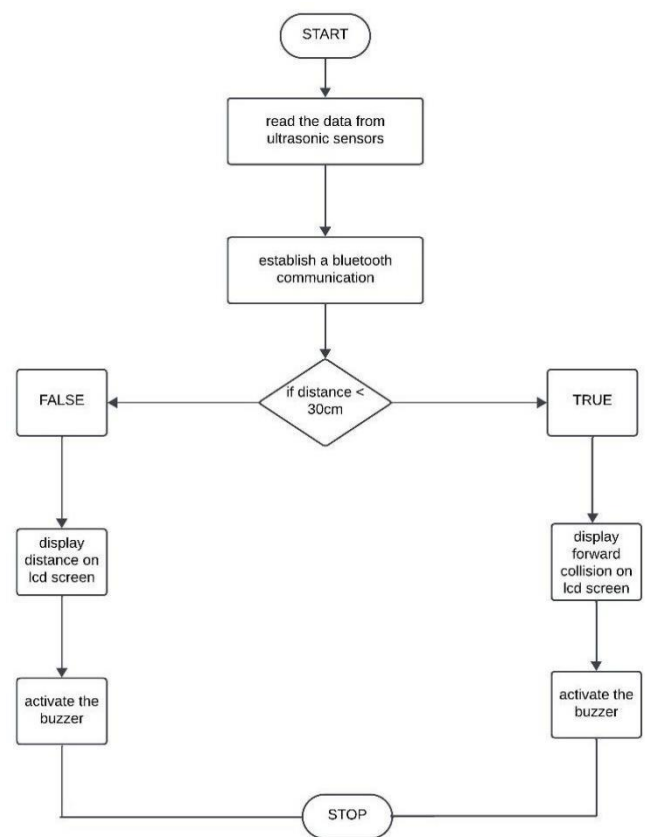 START
read the data from
ultrasonic sensors
establish a bluetooth
communication
if distance <
30cm
FALSE
TRUE
display
distance on
lcd screen
display
forward
collision on
lcd screen
activate the
buzzer
activate the
buzzer
STOP